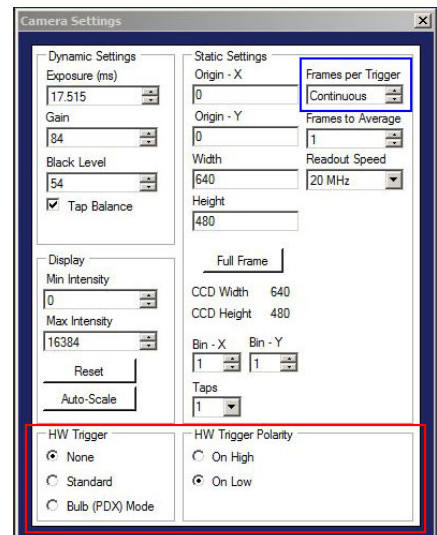 Camera Settings
Dynamic Settings
Exposure (ms)
17.515
Gain
84
Black Level
54
Tap Balance
Static Settings
Origin - X
0
Origin - Y
0
Width
640
Height
480
Frames per Trigger
Continuous
Frames to Average
1
Readout Speed
20 MHz
Full Frame
CCD Width 640
CCD Height 480
Bin - X Bin - Y
1 1
Taps
1
Display
Min Intensity
0
Max Intensity
16384
Reset
Auto-Scale
HW Trigger
None
Standard
Bulb (PDX) Mode
HW Trigger Polarity
On High
On Low